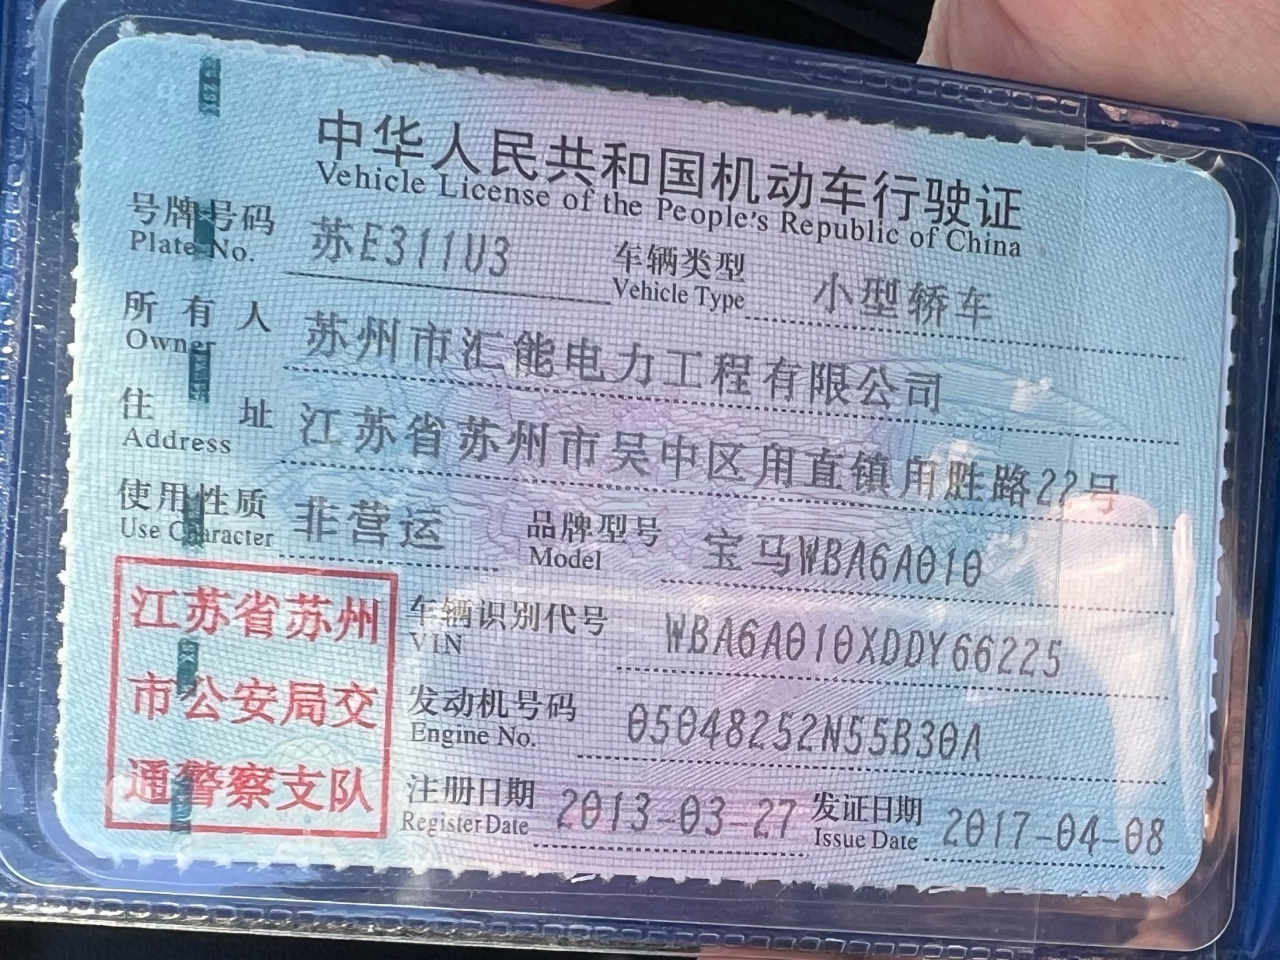 中华人民共和国机动车行驶证
Vehicle License of the People's Republic of China
号牌号码 苏E311U3 车辆类型 小型轿车
Plate No. Vehicle Type
所有人 苏州市汇能电力工程有限公司
Owner
住址 江苏省苏州市吴中区甪直镇甪胜路22号
Address
使用性质 非营运 品牌型号 宝马WBA6A010
Use Character Model
江苏省苏州
市公安局交
通警察支队
车辆识别代号 WBA6A010XDDY66225
VIN
发动机号码 05048252N55B30A
Engine No.
注册日期 2013-03-27 发证日期 2017-04-08
Register Date Issue Date